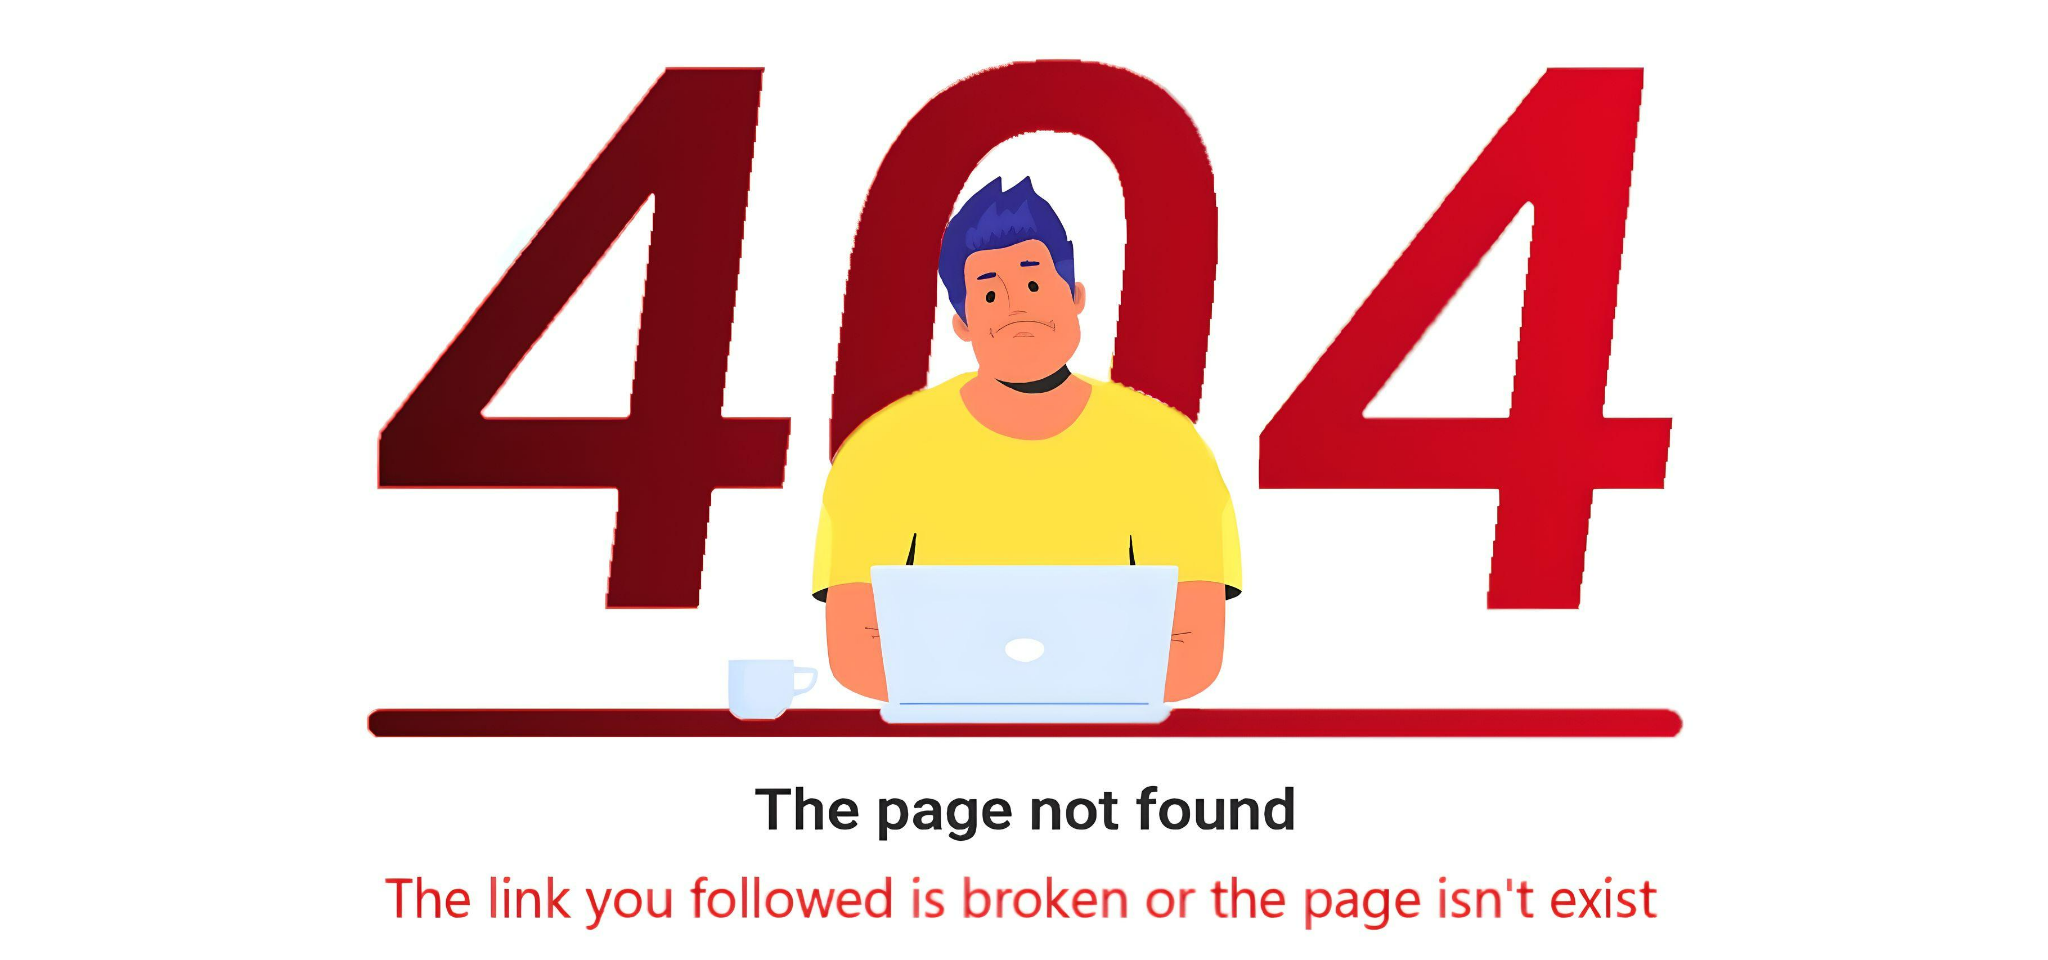 404
The page not found
The link you followed is broken or the page isn't exist